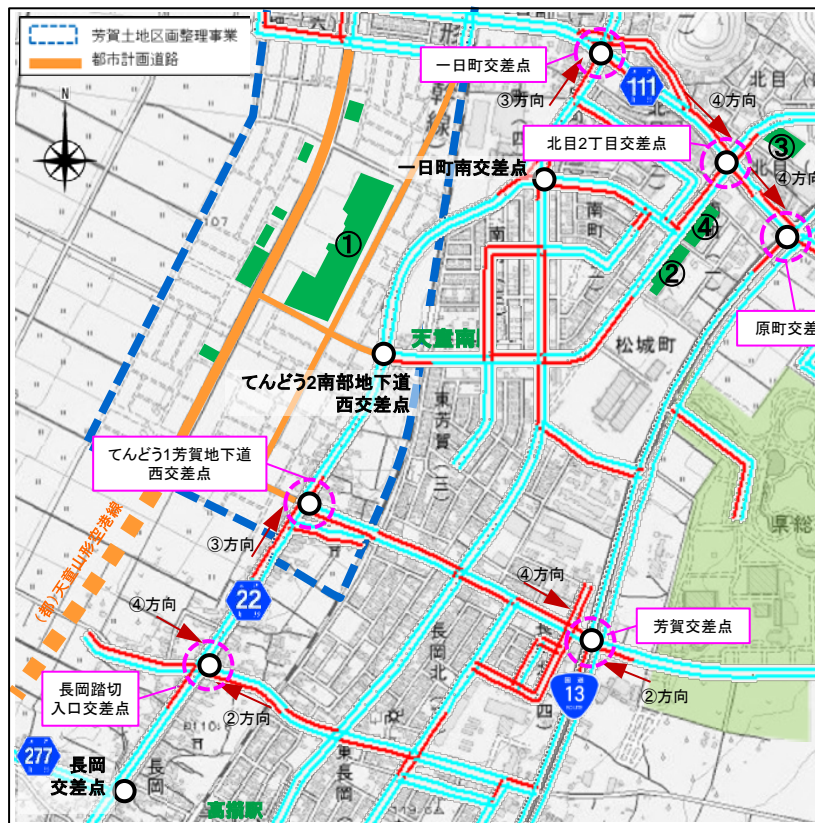 芳賀土地区画整理事業
都市計画道路
N
一日町交差点
③方向
111
④方向
北目2丁目交差点
③
④方向
一日町南交差点
107
①
④
②
原町交差
松城町
天童南
てんどう2南部地下道
西交差点
東芳賀(三)
てんどう1芳賀地下道
西交差点
県総
③方向
(都)天童山形空港線
22
④方向
④方向
芳賀交差点
長岡北
長岡踏切
入口交差点
②方向
②方向
国道
13
ROUTE
277
長岡
交差点
長岡
東長岡
高擶駅